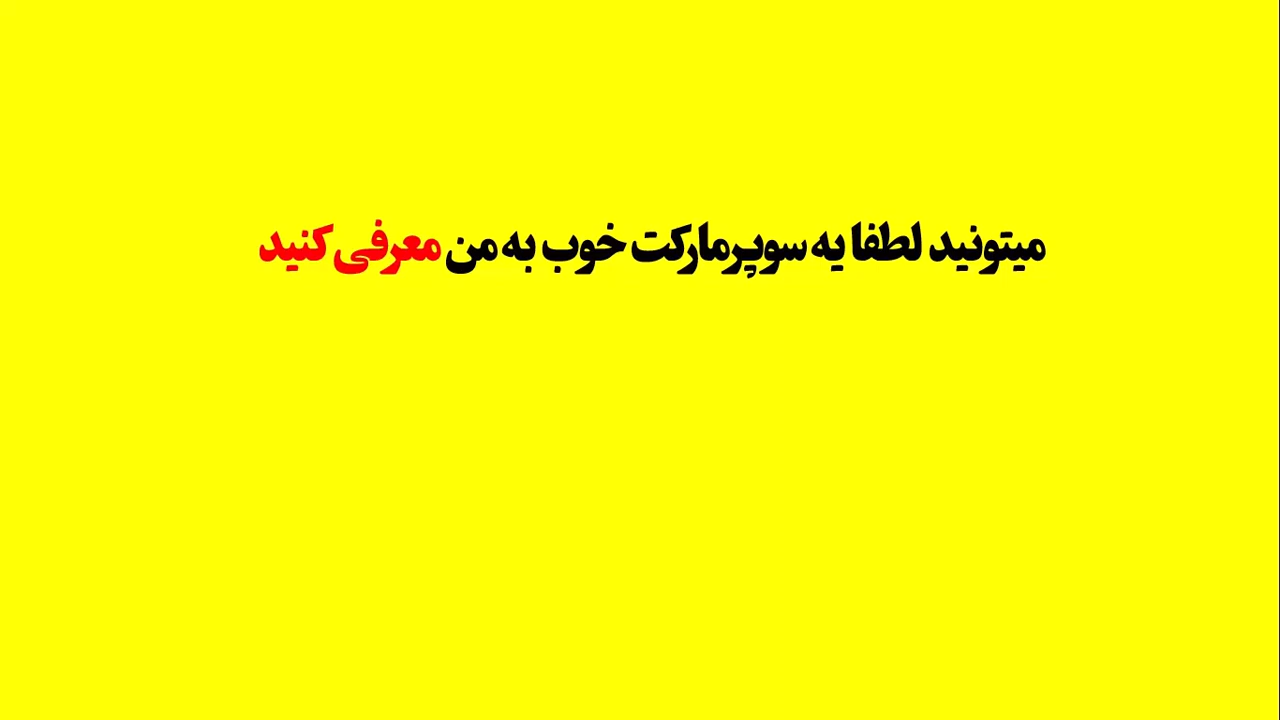 میتونید لطفا یه سوپرمارکت خوب به من معرفی کنید